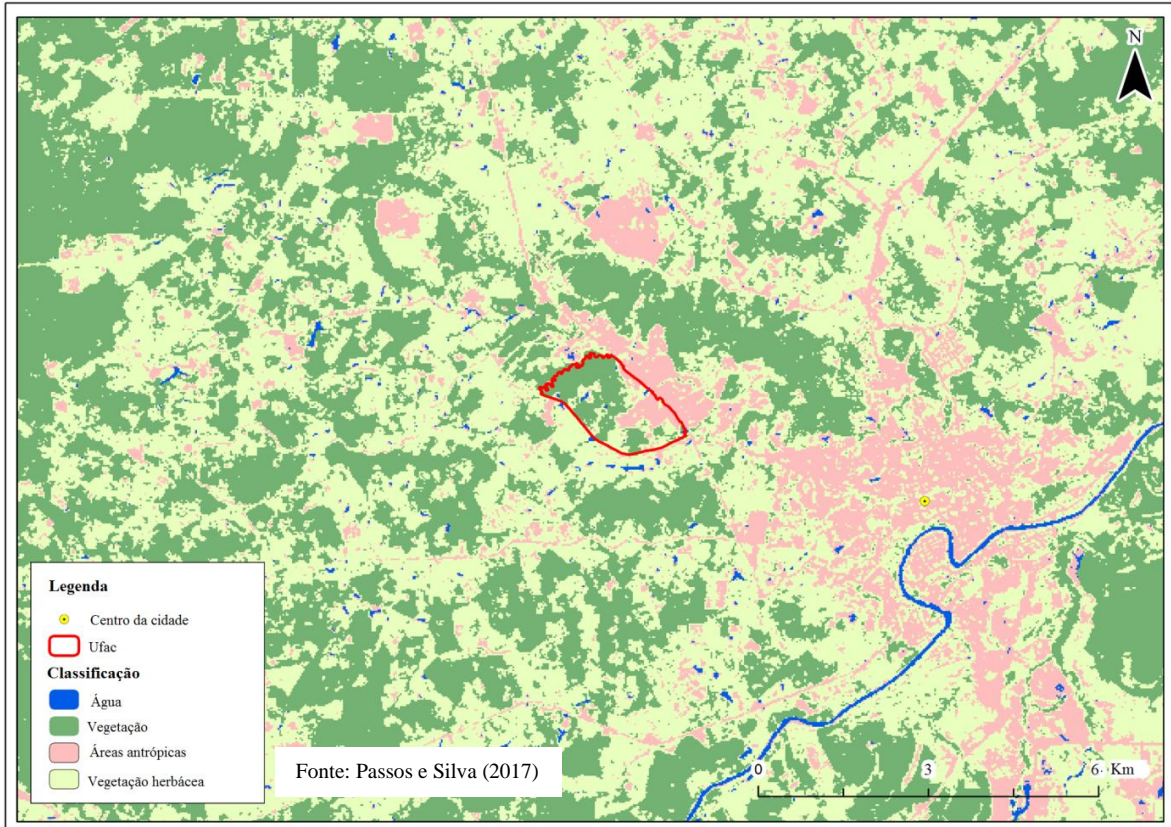 N
Legenda
Centro da cidade
Ufac
Classificação
Água
Vegetação
Áreas antrópicas
Vegetação herbácea
Fonte: Passos e Silva (2017)
0 3 6 Km